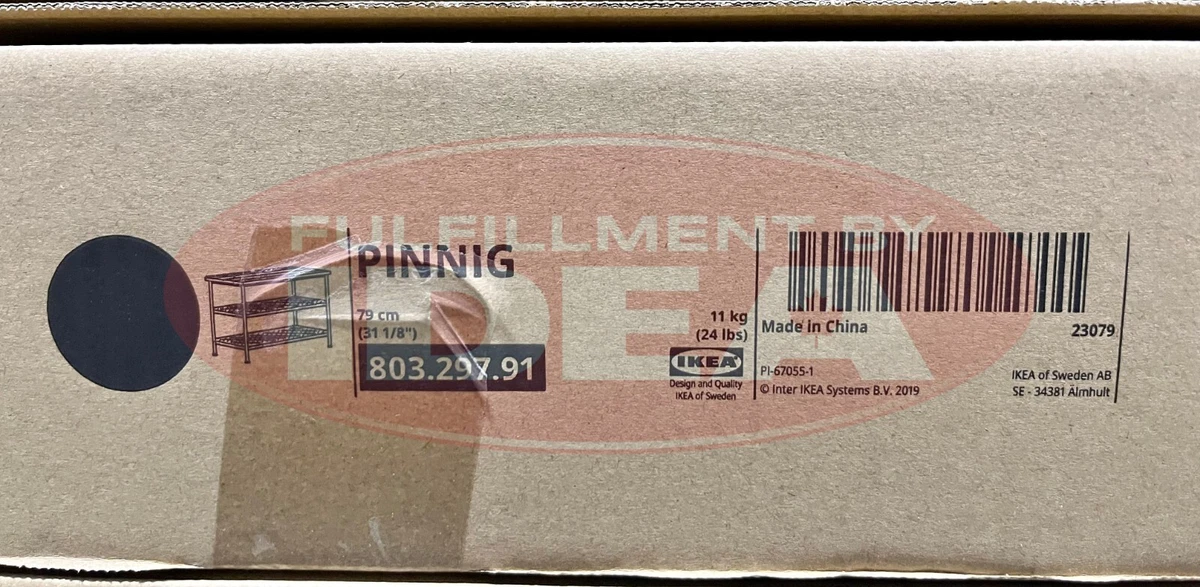 FULFILLMENT BY
IDEA
PINNIG
79 cm
(31 1/8")
803.297.91
11 kg
(24 lbs)
IKEA
Design and Quality
IKEA of Sweden
Made in China
23079
PI-67055-1
© Inter IKEA Systems B.V. 2019
IKEA of Sweden AB
SE - 34381 Älmhult